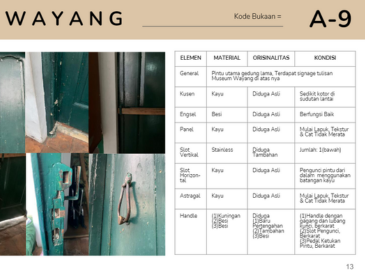 WAYANG
Kode Bukaan =
A-9
ELEMEN MATERIAL ORISINALITAS KONDISI
General Pintu utama gedung lama, Terdapat signage tulisan
Museum Wayang di atas nya
Kusen Kayu Diduga Asli Sedikit kotor di
sudutan lantai
Engsel Besi Diduga Asli Berfungsi Baik
Panel Kayu Diduga Asli Mulai Lapuk, Tekstur
& Cat Tidak Merata
Slot
Vertikal
Stainless Diduga
Tambahan
Jumlah: 1(bawah)
Slot
Horizon-
tal
Kayu Diduga Asli Pengunci pintu dari
dalam menggunakan
batangan kayu
Astragal Kayu Diduga Asli Mulai Lapuk, Tekstur
& Cat Tidak Merata
Handle (1)Kuningan
(2)Besi
(3)Besi
Diduga
(1)Baru
Pertengahan
(2)Tambahan
(3)Besi
(1)Handle dengan
gagang dan lubang
kunci, Berkarat
(2)Slot Pengunci,
Berkarat
(3)Pedal Ketukan
Pintu, Berkarat
13